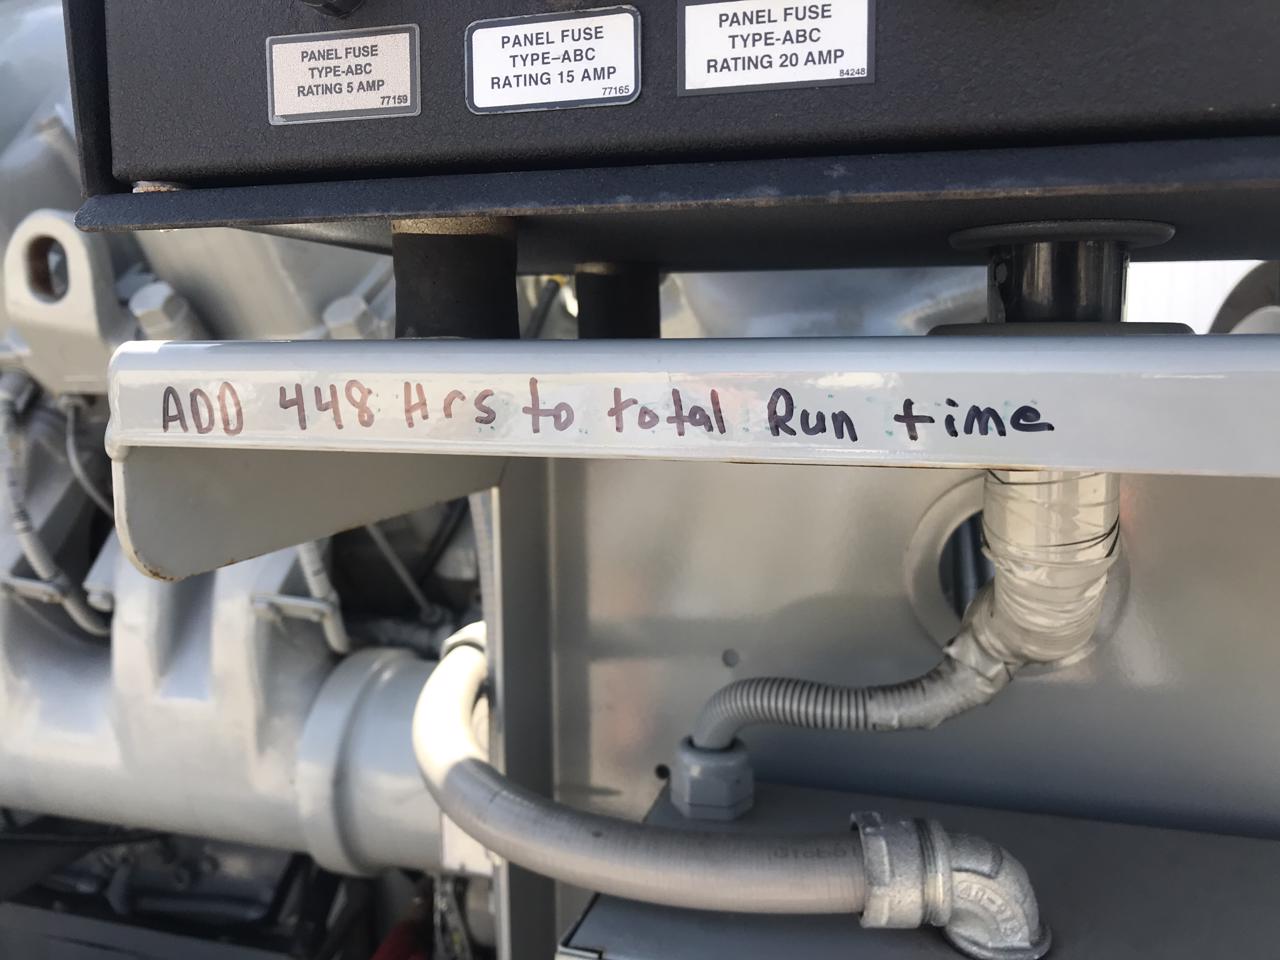 PANEL FUSE
TYPE-ABC
RATING 5 AMP
77159
PANEL FUSE
TYPE-ABC
RATING 15 AMP
77165
PANEL FUSE
TYPE-ABC
RATING 20 AMP
84248
ADD 448 Hrs to total Run time